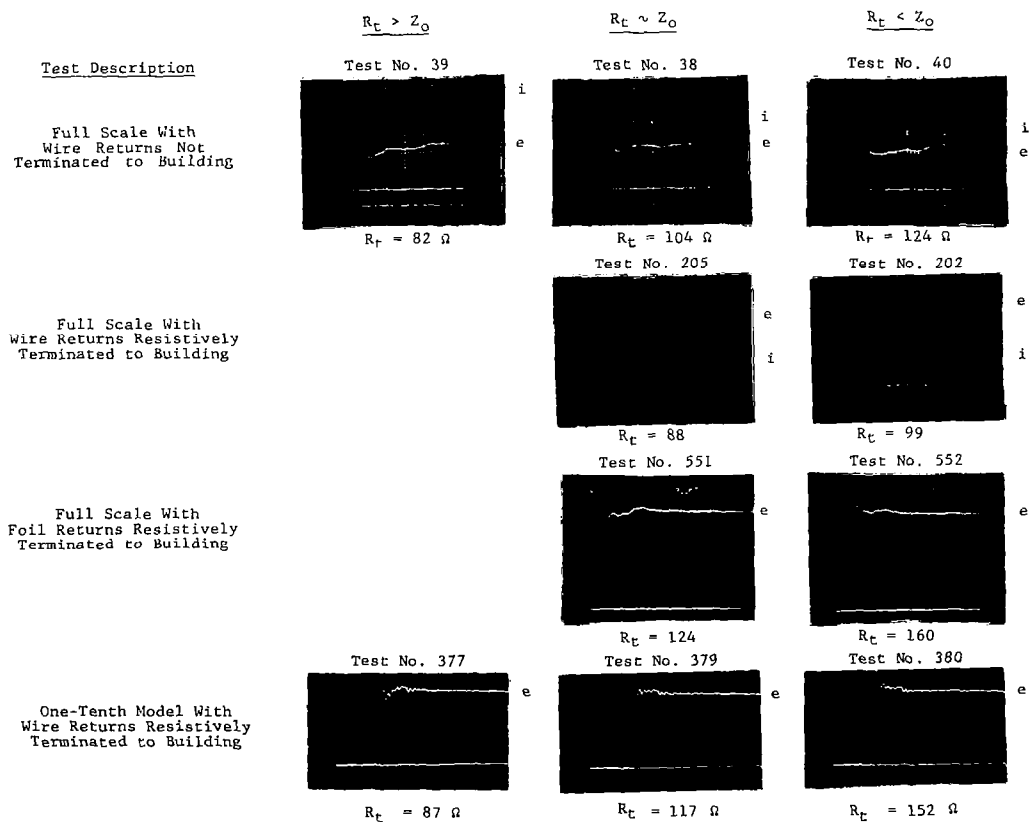 R_t > Z_o
R_t ~ Z_o
R_t < Z_o
Test Description
Test No. 39
Test No. 38
Test No. 40
Full Scale With
Wire Returns Not
Terminated to Building
i
e
i
e
i
e
R_t = 82 Ω
R_t = 104 Ω
R_t = 124 Ω
Test No. 205
Test No. 202
Full Scale With
Wire Returns Resistively
Terminated to Building
e
i
e
i
R_t = 88
R_t = 99
Test No. 551
Test No. 552
Full Scale With
Foil Returns Resistively
Terminated to Building
e
e
R_t = 124
R_t = 160
Test No. 377
Test No. 379
Test No. 380
One-Tenth Model With
Wire Returns Resistively
Terminated to Building
e
e
e
R_t = 87 Ω
R_t = 117 Ω
R_t = 152 Ω